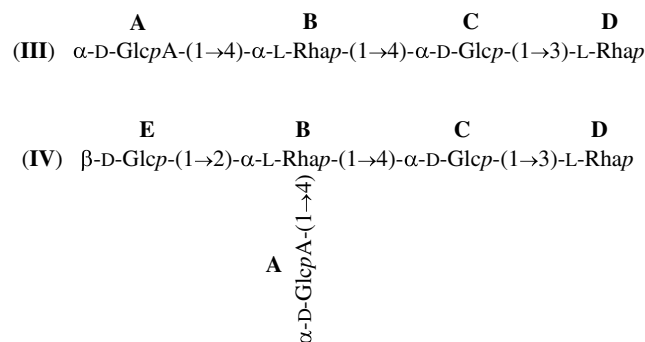 A B C D
(III) α-D-GlcpA-(1→4)-α-L-Rhap-(1→4)-α-D-Glcp-(1→3)-L-Rhap
E B C D
(IV) β-D-Glcp-(1→2)-α-L-Rhap-(1→4)-α-D-Glcp-(1→3)-L-Rhap
A
α-D-GlcpA-(1→4)